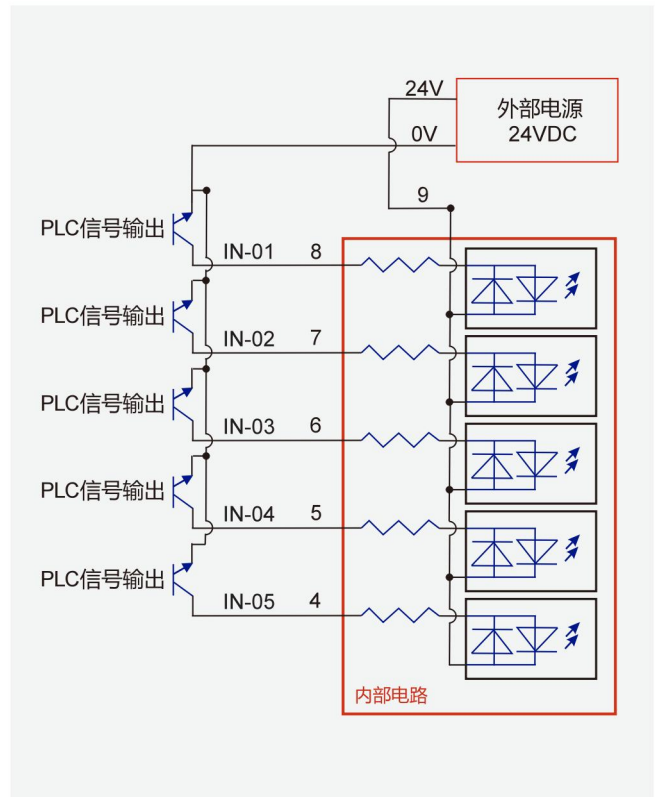 24V
外部电源
24VDC
0V
9
PLC信号输出
IN-01 8
PLC信号输出
IN-02 7
PLC信号输出
IN-03 6
PLC信号输出
IN-04 5
PLC信号输出
IN-05 4
内部电路